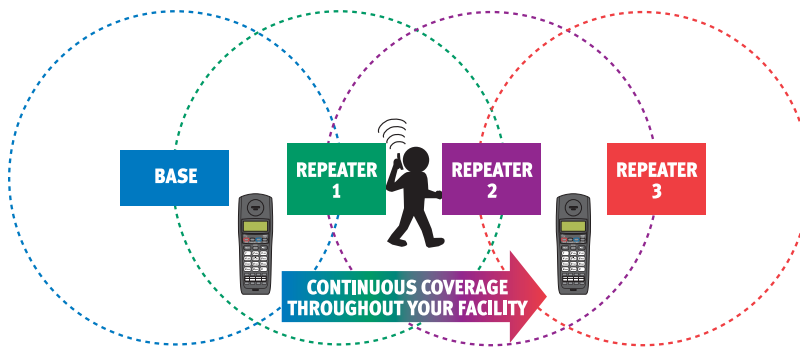 BASE
REPEATER
1
REPEATER
2
REPEATER
3
CONTINUOUS COVERAGE
THROUGHOUT YOUR FACILITY